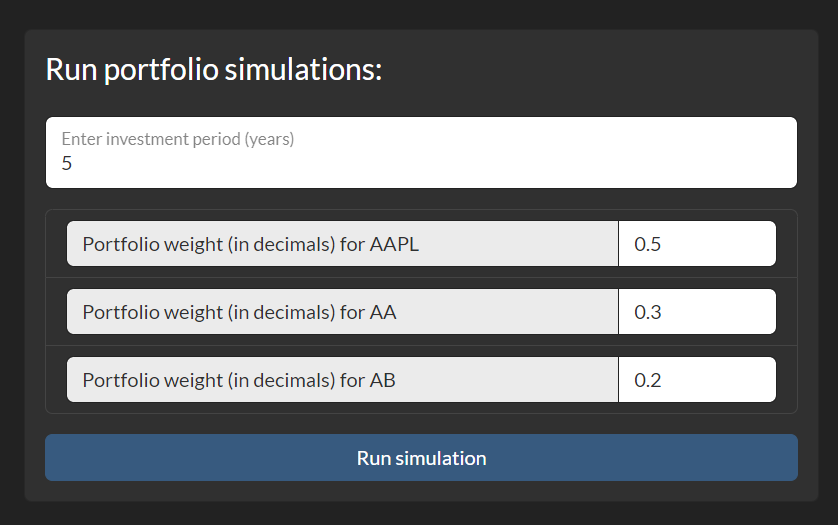 Run portfolio simulations:
Enter investment period (years)
5
Portfolio weight (in decimals) for AAPL 0.5
Portfolio weight (in decimals) for AA 0.3
Portfolio weight (in decimals) for AB 0.2
Run simulation